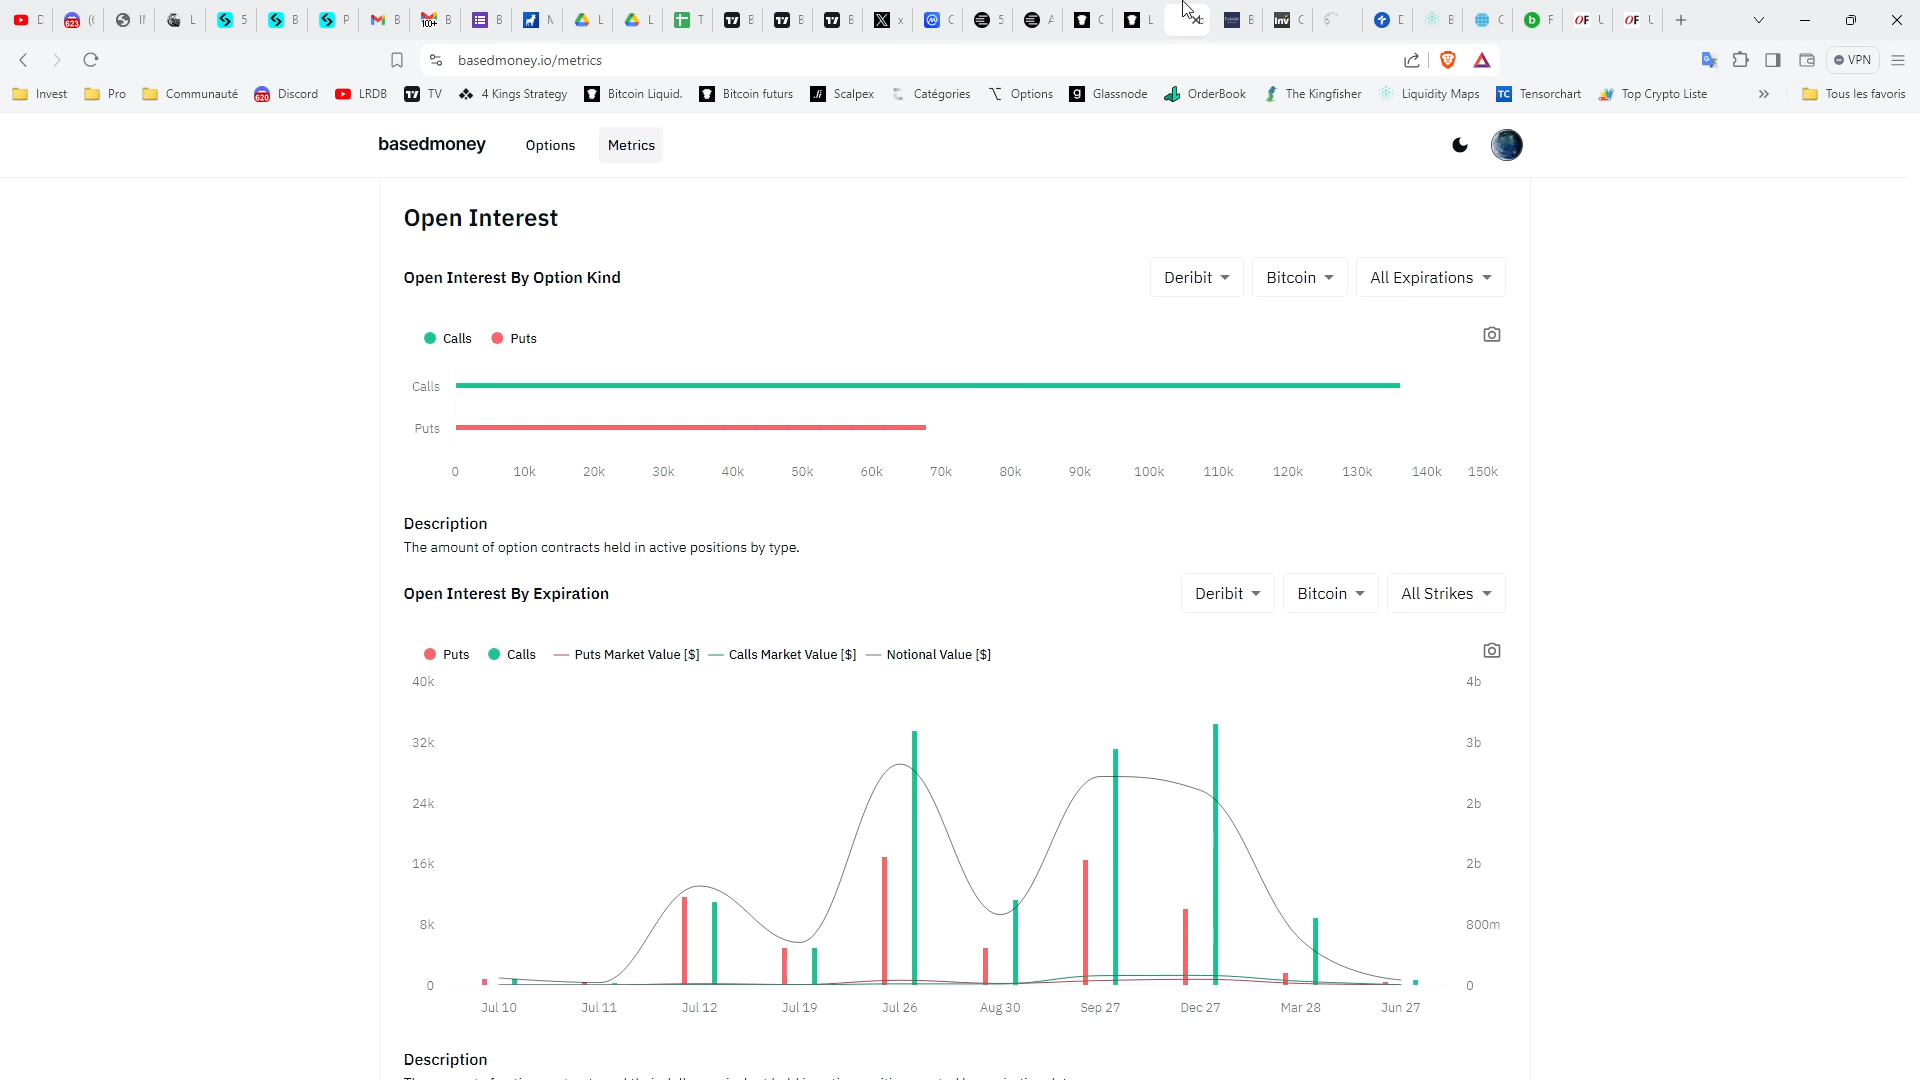 D
(6
IN
L
5
B
P
B
B
B
M
L
L
T
B
B
B
x
C
5
A
C
L
B
C
D
B
C
F
U
U
basedmoney.io/metrics
VPN
Invest
Pro
Communauté
Discord
LRDB
TV
4 Kings Strategy
Bitcoin Liquid.
Bitcoin futurs
Scalpex
Catégories
Options
Glassnode
OrderBook
The Kingfisher
Liquidity Maps
Tensorchart
Top Crypto Liste
Tous les favoris
basedmoney Options Metrics
Open Interest
Open Interest By Option Kind
Deribit Bitcoin All Expirations
Calls Puts
Calls
Puts
0 10k 20k 30k 40k 50k 60k 70k 80k 90k 100k 110k 120k 130k 140k 150k
Description
The amount of option contracts held in active positions by type.
Open Interest By Expiration
Deribit Bitcoin All Strikes
Puts Calls Puts Market Value [$] Calls Market Value [$] Notional Value [$]
40k 4b
32k 3b
24k 2b
16k 2b
8k 800m
0 0
Jul 10 Jul 11 Jul 12 Jul 19 Jul 26 Aug 30 Sep 27 Dec 27 Mar 28 Jun 27
Description